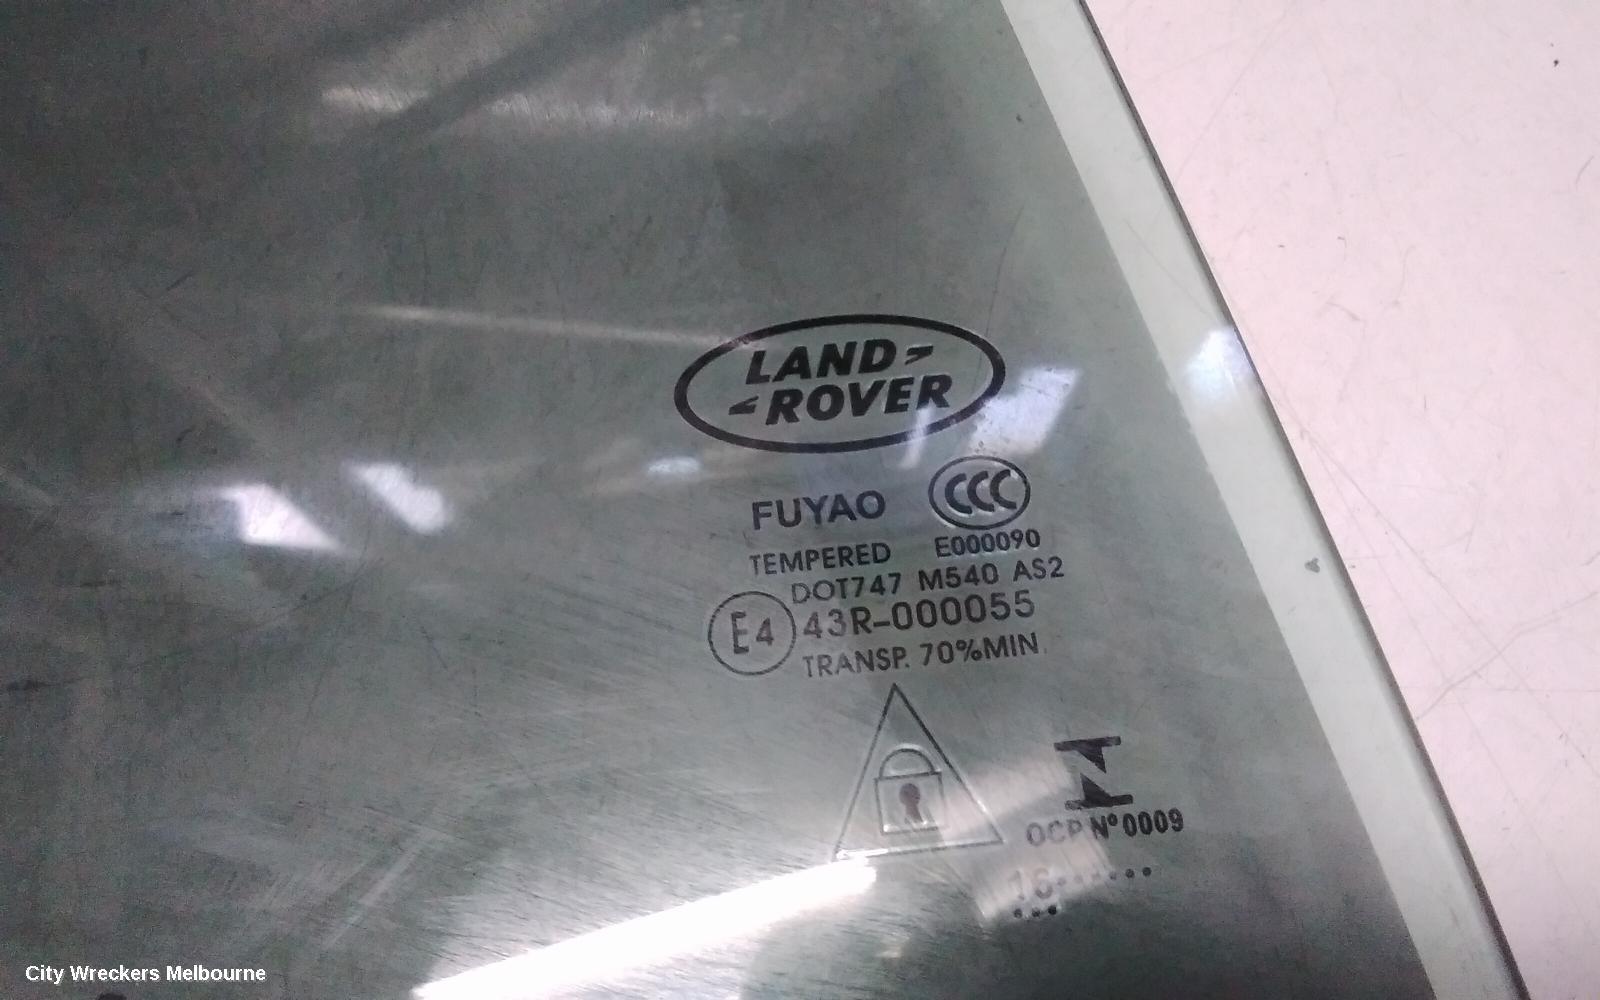 LAND
ROVER
FUYAO CCC
TEMPERED E000090
DOT747 M540 AS2
E4 43R-000055
TRANSP. 70%MIN
N
OCP Nº0009
16.......
...
City Wreckers Melbourne